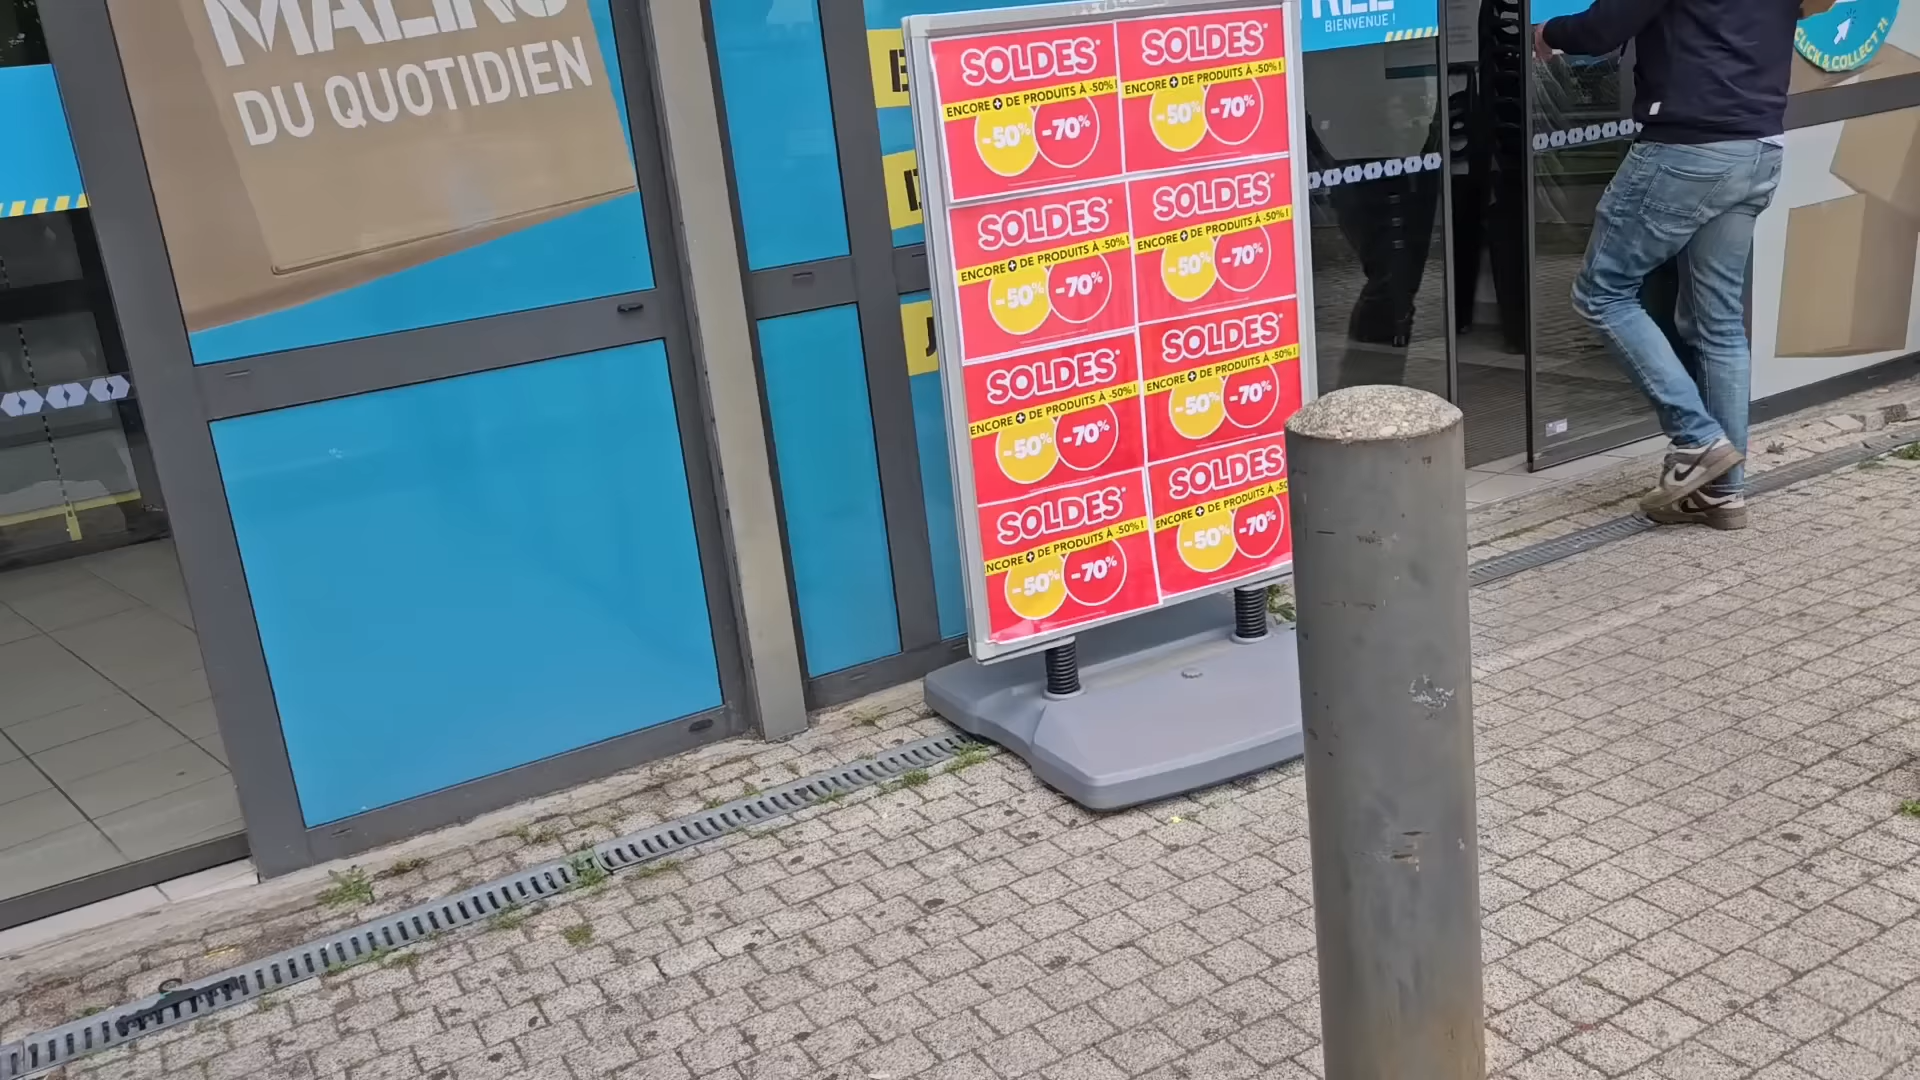 DU QUOTIDIEN
BIENVENUE !
CLICK & COLLECT ?!
SOLDES*
ENCORE + DE PRODUITS À -50% !
-50% -70%
SOLDES*
ENCORE + DE PRODUITS À -50% !
-50% -70%
SOLDES*
ENCORE + DE PRODUITS À -50% !
-50% -70%
SOLDES*
ENCORE + DE PRODUITS À -50% !
-50% -70%
SOLDES*
ENCORE + DE PRODUITS À -50% !
-50% -70%
SOLDES*
ENCORE + DE PRODUITS À -50% !
-50% -70%
SOLDES*
ENCORE + DE PRODUITS À -50% !
-50% -70%
SOLDES
ENCORE + DE PRODUITS À -50
-50% -70%